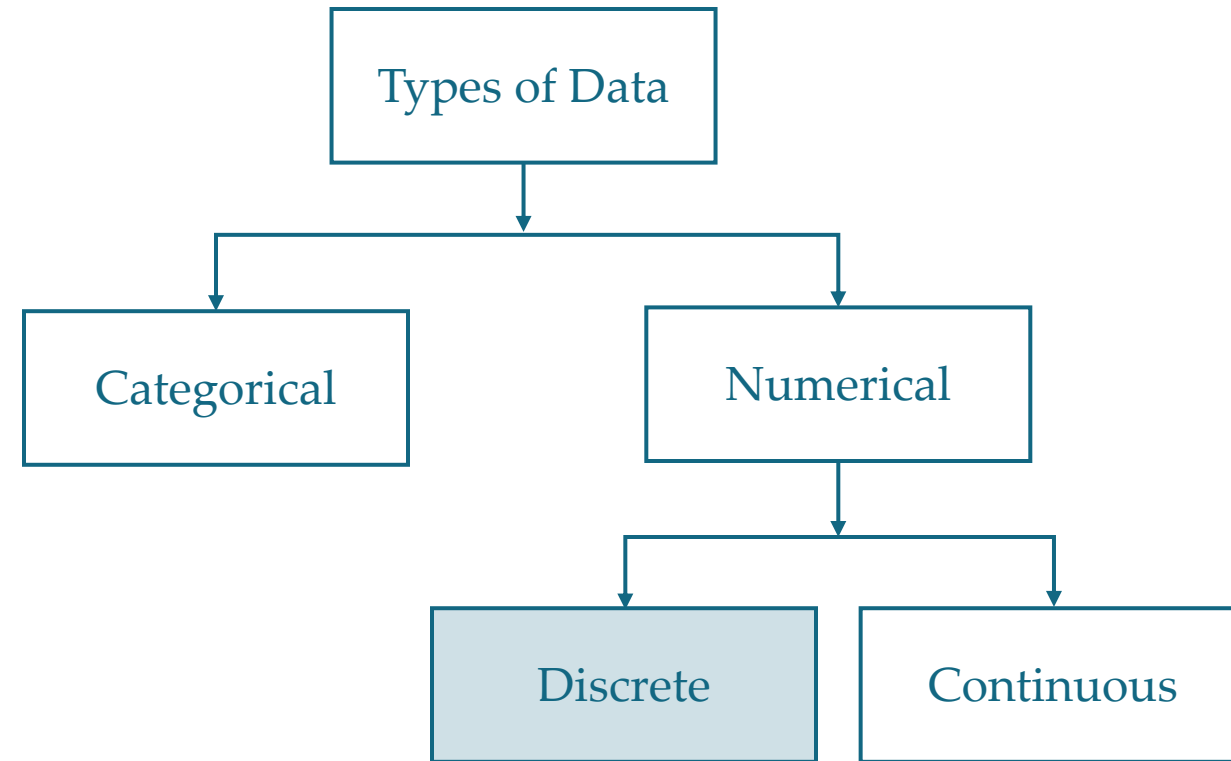 Types of Data
Categorical
Numerical
Discrete
Continuous